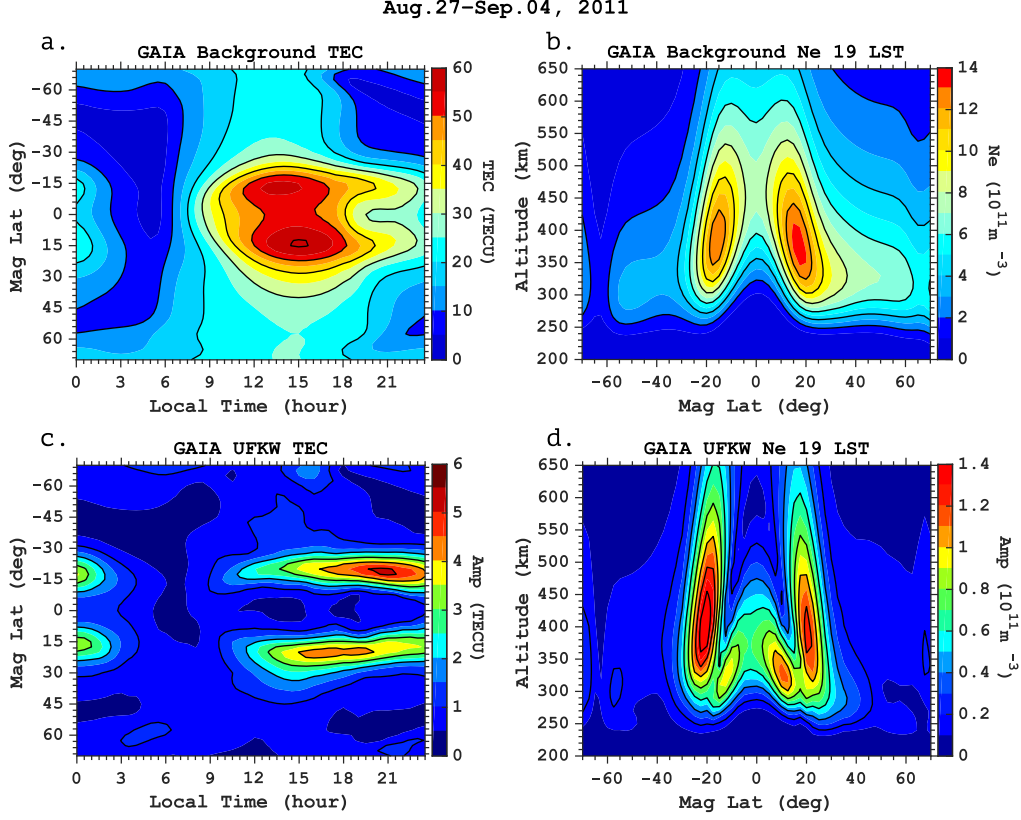 Aug.27-Sep.04, 2011
a.
GAIA Background TEC
Mag Lat (deg)
-60
-45
-30
-15
0
15
30
45
60
0 3 6 9 12 15 18 21
Local Time (hour)
60
50
40
30
20
10
0
TEC (TECU)
b.
GAIA Background Ne 19 LST
Altitude (km)
650
600
550
500
450
400
350
300
250
200
-60 -40 -20 0 20 40 60
Mag Lat (deg)
14
12
10
8
6
4
2
0
Ne (10^11 m^-3)
c.
GAIA UFKW TEC
Mag Lat (deg)
-60
-45
-30
-15
0
15
30
45
60
0 3 6 9 12 15 18 21
Local Time (hour)
6
5
4
3
2
1
0
Amp (TECU)
d.
GAIA UFKW Ne 19 LST
Altitude (km)
650
600
550
500
450
400
350
300
250
200
-60 -40 -20 0 20 40 60
Mag Lat (deg)
1.4
1.2
1
0.8
0.6
0.4
0.2
0
Amp (10^11 m^-3)